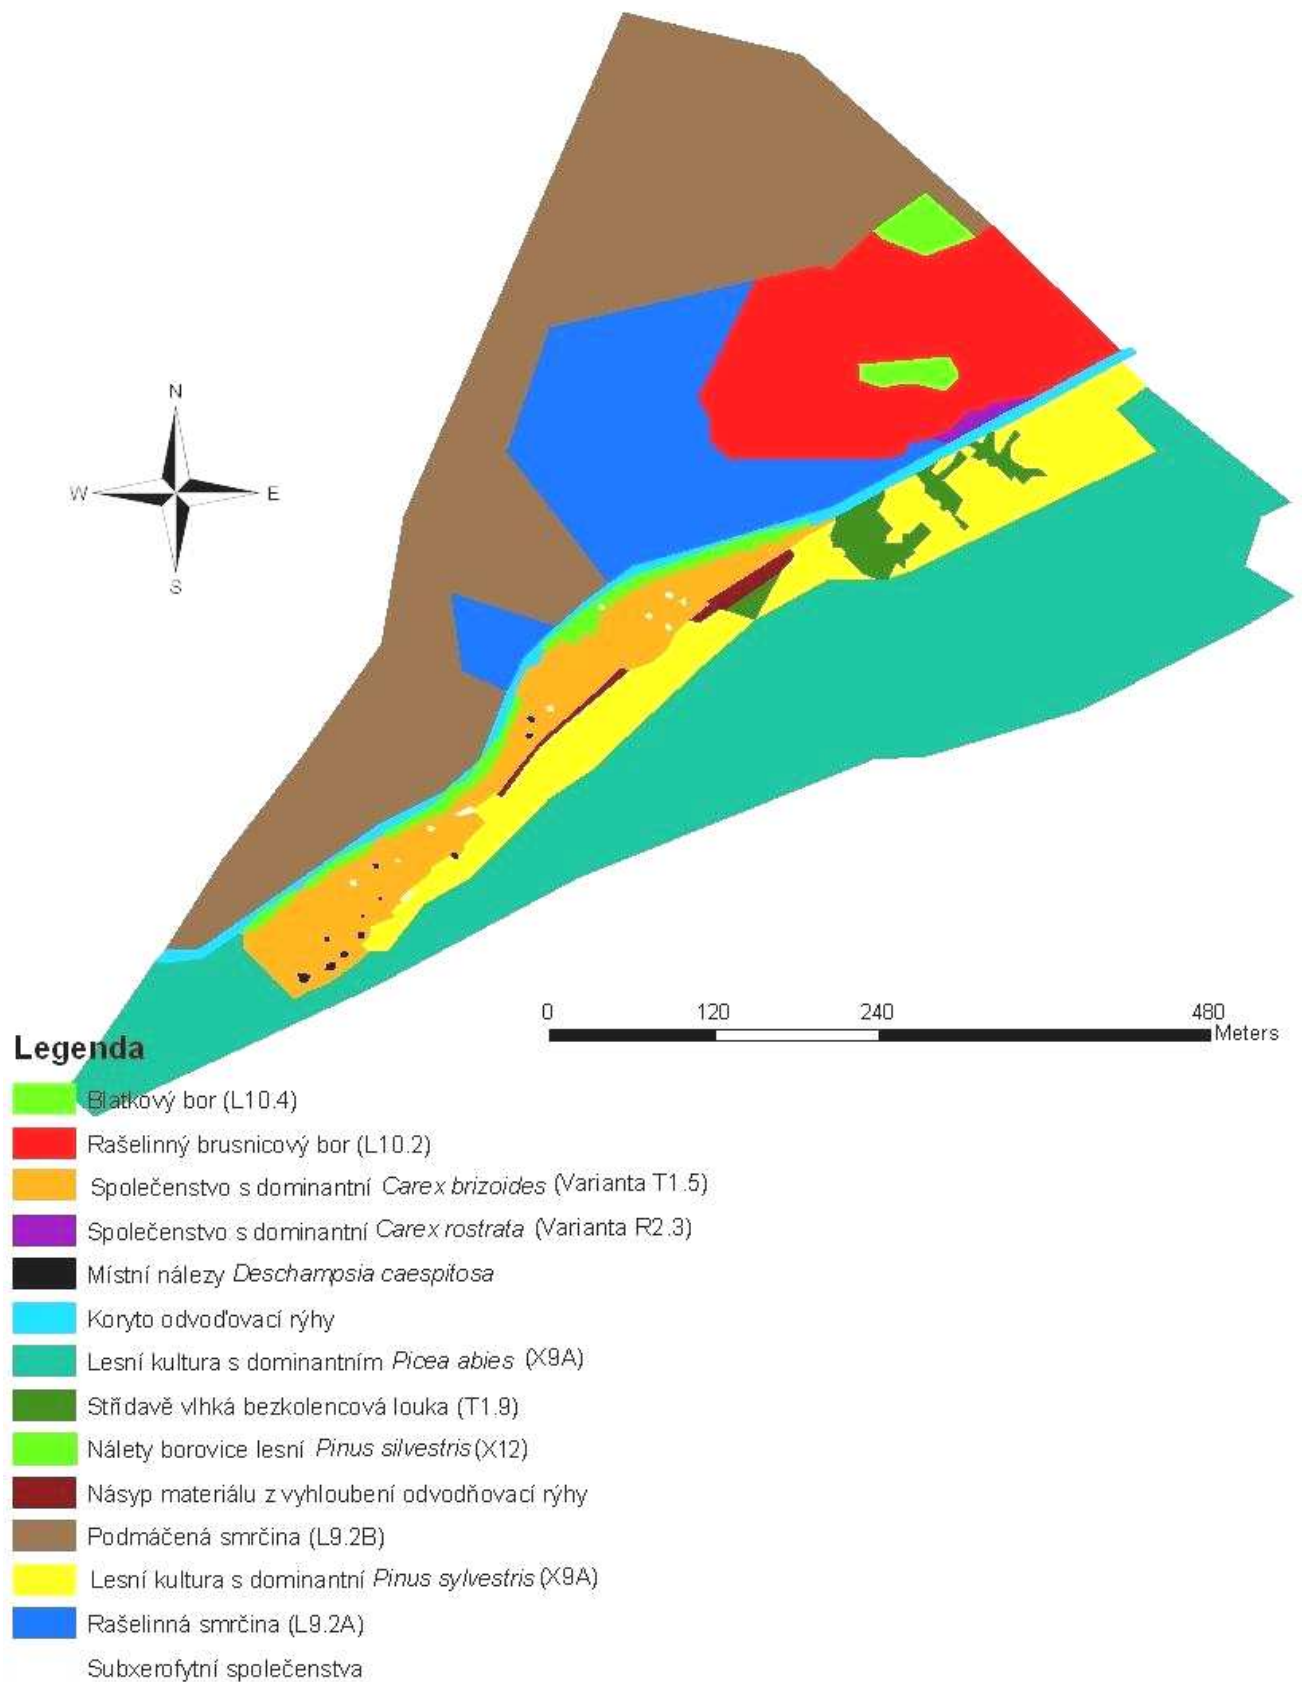 N
W E
S
0 120 240 480
Meters
Legenda
Blatkový bor (L10.4)
Rašelinný brusnicový bor (L10.2)
Společenstvo s dominantní Carex brizoides (Varianta T1.5)
Společenstvo s dominantní Carex rostrata (Varianta R2.3)
Místní nálezy Deschampsia caespitosa
Koryto odvoďovací rýhy
Lesní kultura s dominantním Picea abies (X9A)
Střídavě vlhká bezkolencová louka (T1.9)
Nálety borovice lesní Pinus silvestris (X12)
Násyp materiálu z vyhloubení odvodňovací rýhy
Podmáčená smrčina (L9.2B)
Lesní kultura s dominantní Pinus sylvestris (X9A)
Rašelinná smrčina (L9.2A)
Subxerofytní společenstva